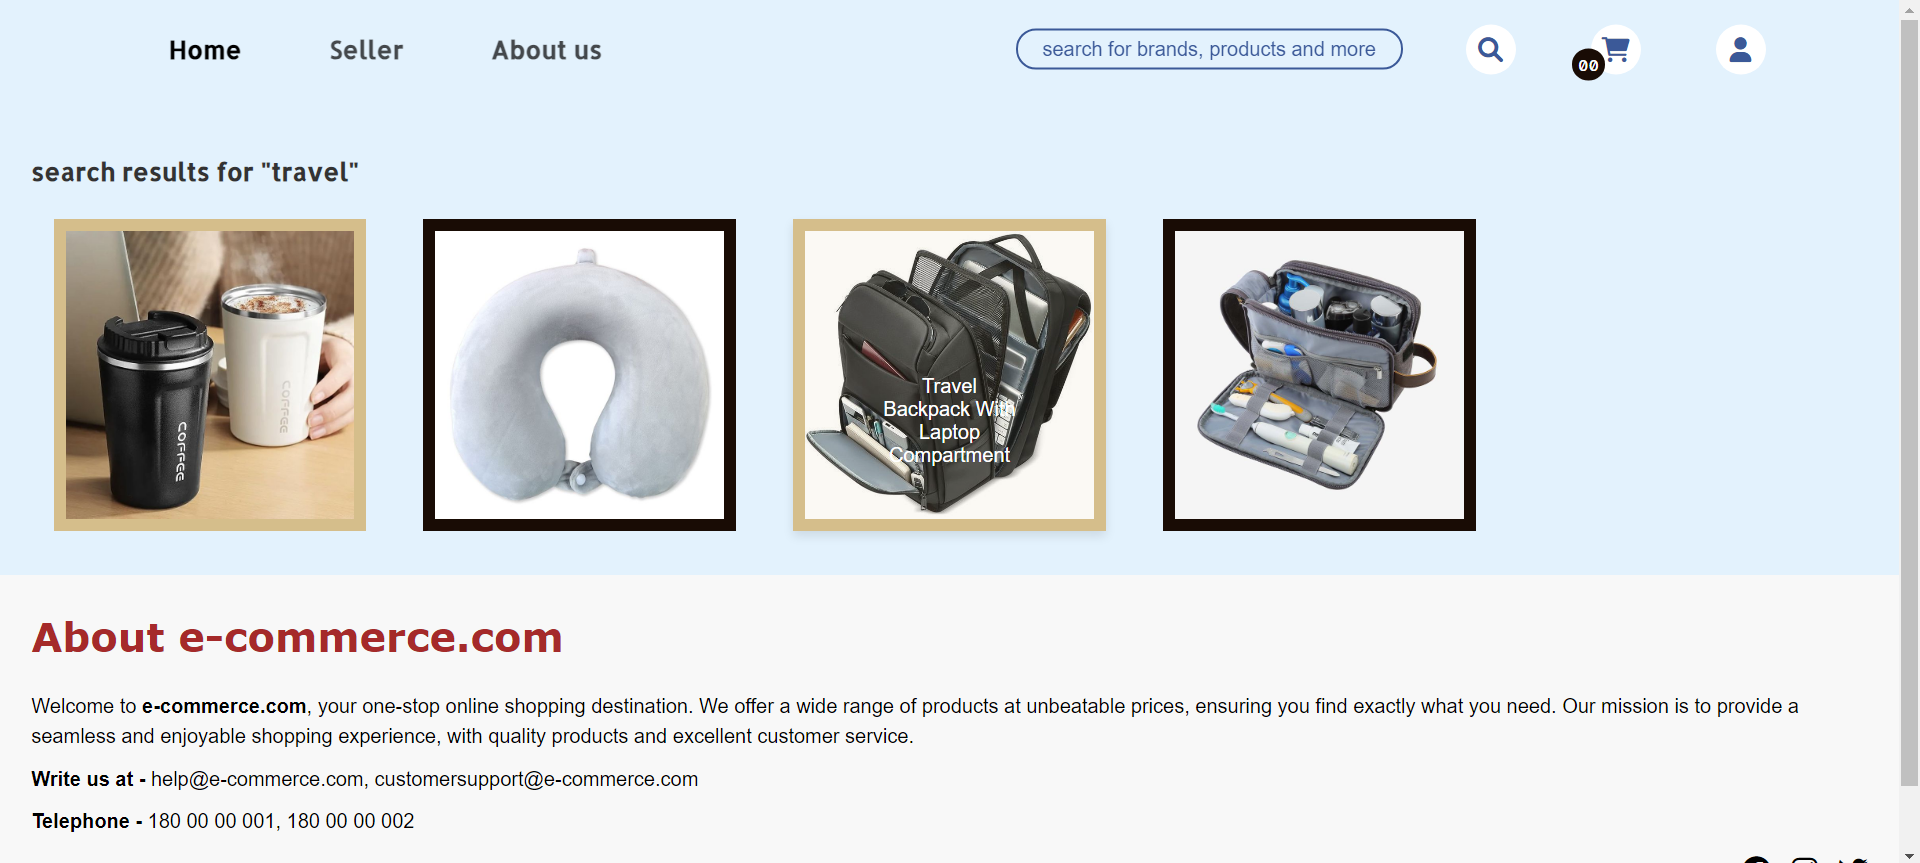 Home Seller About us search for brands, products and more 00
search results for "travel"
COFFEE
COFFEE
Travel
Backpack With
Laptop
Compartment
About e-commerce.com
Welcome to e-commerce.com, your one-stop online shopping destination. We offer a wide range of products at unbeatable prices, ensuring you find exactly what you need. Our mission is to provide a
seamless and enjoyable shopping experience, with quality products and excellent customer service.
Write us at - help@e-commerce.com, customersupport@e-commerce.com
Telephone - 180 00 00 001, 180 00 00 002